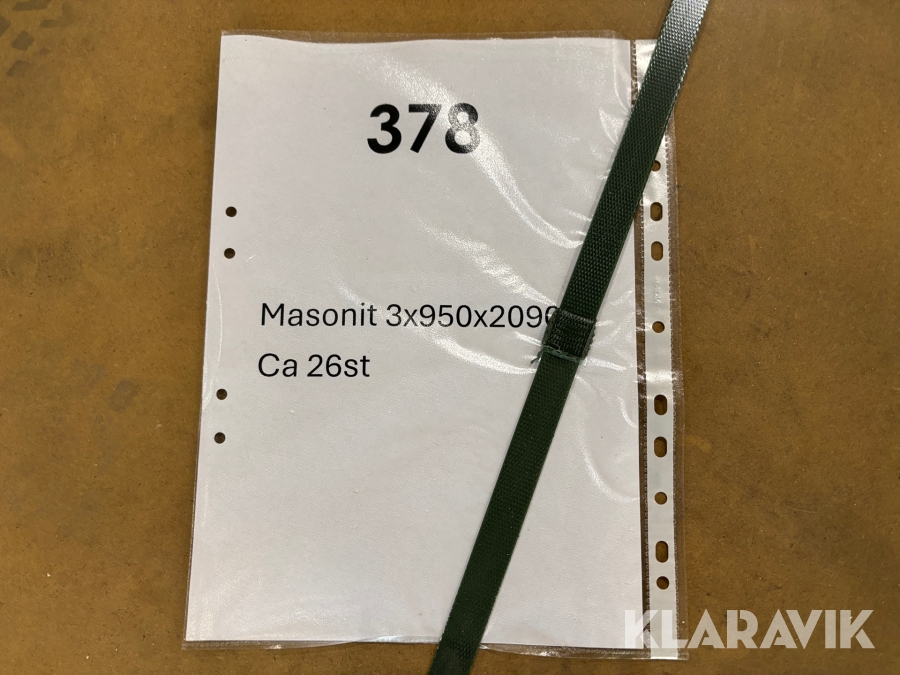 378
Masonit 3x950x2090
Ca 26st
KLARAVIK